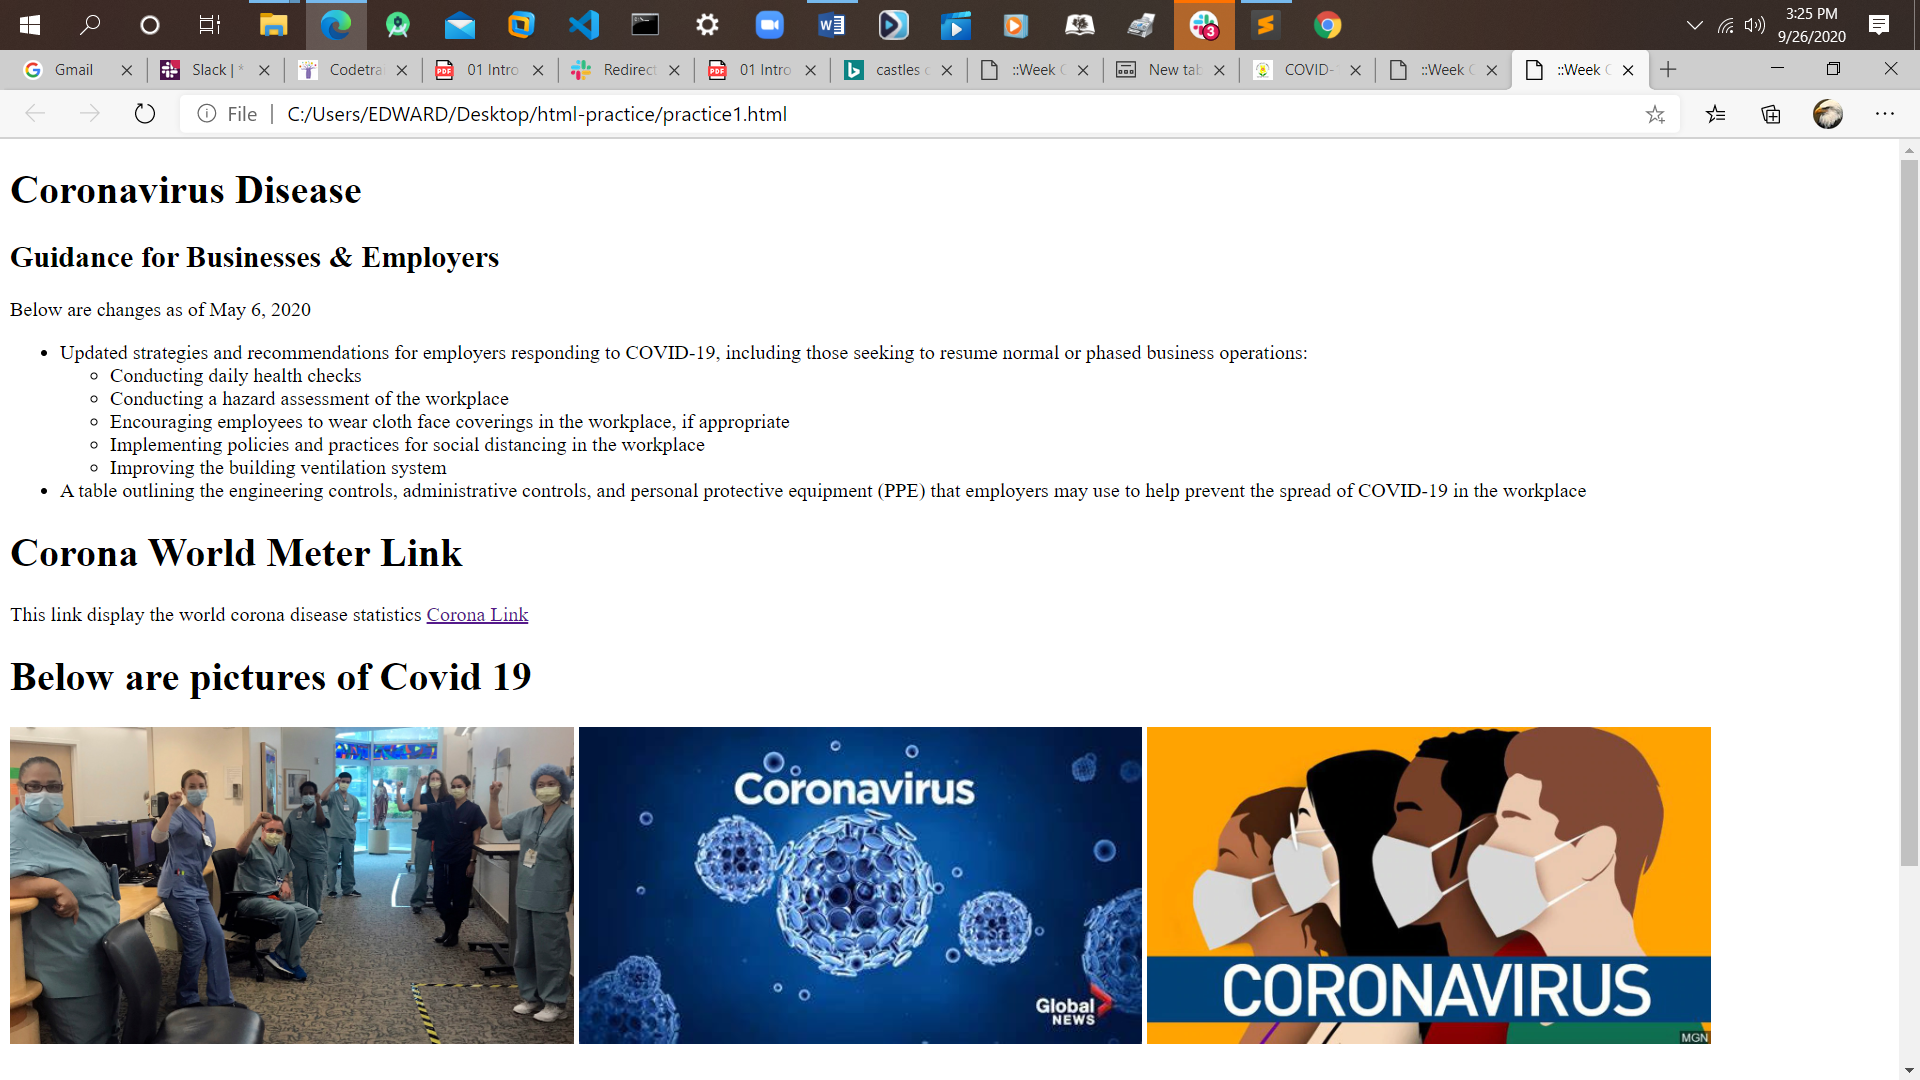 3:25 PM
9/26/2020
3
Gmail
Slack | *
Codetra
01 Intro
Redirect
01 Intro
castles c
::Week C
New tab
COVID-
::Week C
::Week C
File
C:/Users/EDWARD/Desktop/html-practice/practice1.html
Coronavirus Disease
Guidance for Businesses & Employers
Below are changes as of May 6, 2020
Updated strategies and recommendations for employers responding to COVID-19, including those seeking to resume normal or phased business operations:
Conducting daily health checks
Conducting a hazard assessment of the workplace
Encouraging employees to wear cloth face coverings in the workplace, if appropriate
Implementing policies and practices for social distancing in the workplace
Improving the building ventilation system
A table outlining the engineering controls, administrative controls, and personal protective equipment (PPE) that employers may use to help prevent the spread of COVID-19 in the workplace
Corona World Meter Link
This link display the world corona disease statistics Corona Link
Below are pictures of Covid 19
Coronavirus
Global
NEWS
CORONAVIRUS
MGN